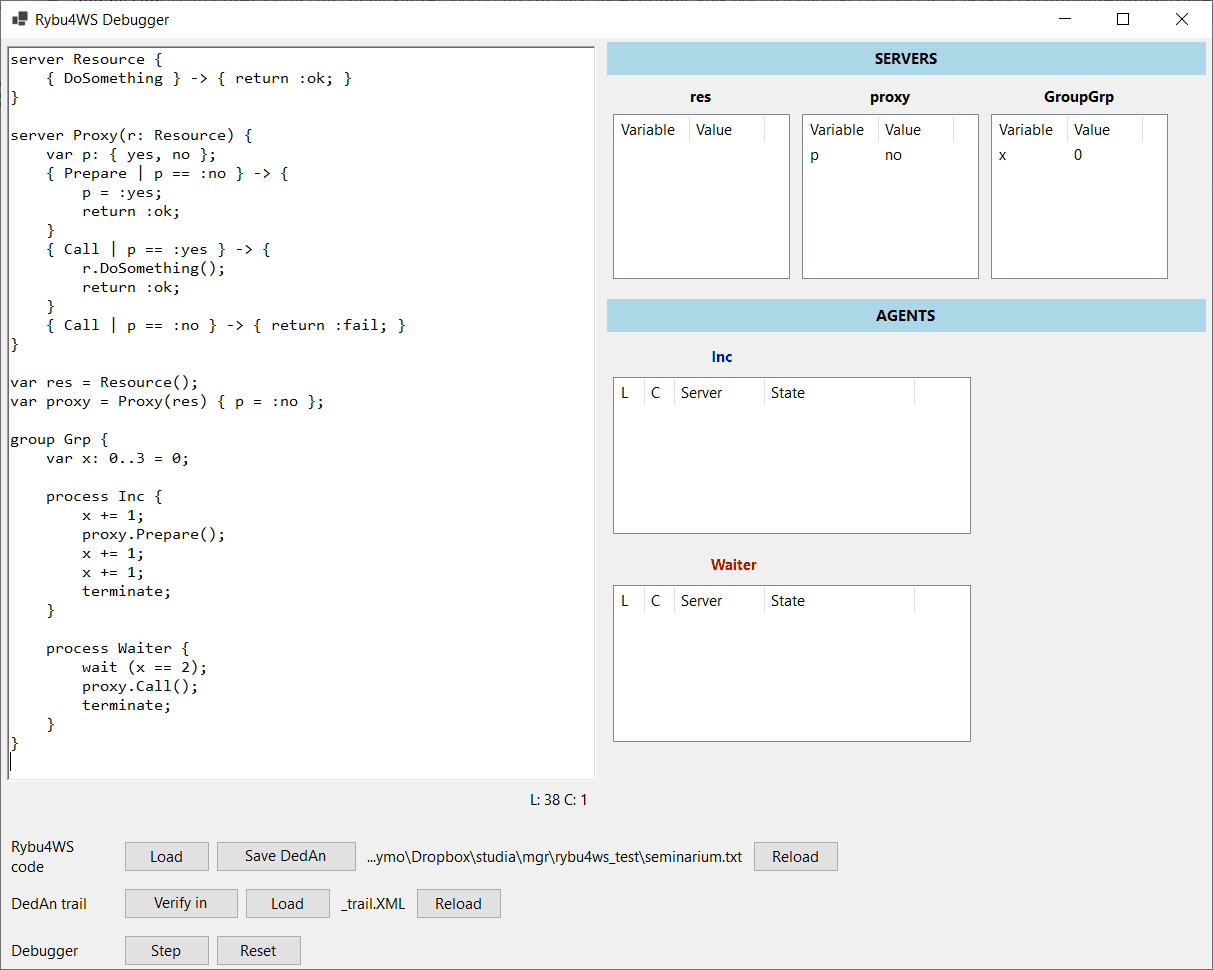 Rybu4WS Debugger
server Resource {
    { DoSomething } -> { return :ok; }
}

server Proxy(r: Resource) {
    var p: { yes, no };
    { Prepare | p == :no } -> {
        p = :yes;
        return :ok;
    }
    { Call | p == :yes } -> {
        r.DoSomething();
        return :ok;
    }
    { Call | p == :no } -> { return :fail; }
}

var res = Resource();
var proxy = Proxy(res) { p = :no };

group Grp {
    var x: 0..3 = 0;

    process Inc {
        x += 1;
        proxy.Prepare();
        x += 1;
        x += 1;
        terminate;
    }

    process Waiter {
        wait (x == 2);
        proxy.Call();
        terminate;
    }
}
L: 38 C: 1
SERVERS
res proxy GroupGrp
Variable Value Variable Value Variable Value
p no x 0
AGENTS
Inc
L C Server State
Waiter
L C Server State
Rybu4WS
code
Load Save DedAn ...ymo\Dropbox\studia\mgr\rybu4ws_test\seminarium.txt Reload
DedAn trail Verify in Load _trail.XML Reload
Debugger Step Reset